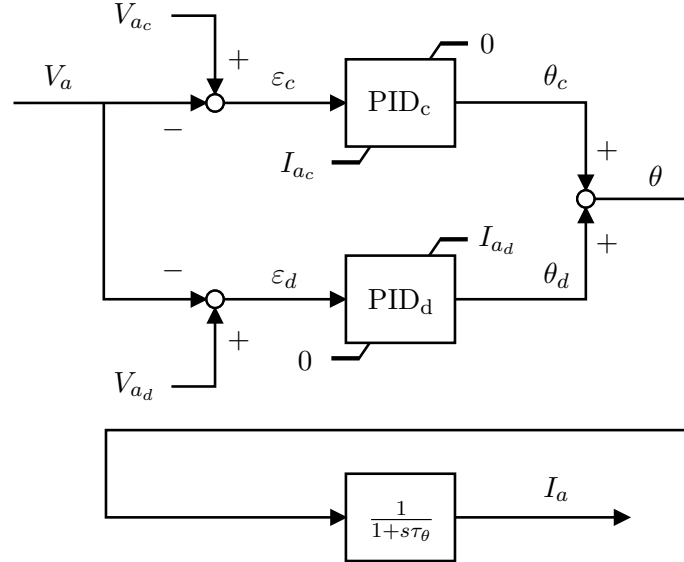 V_{a_c}
0
V_a
+
ε_c
PID_c
θ_c
−
I_{a_c}
+
θ
I_{a_d}
+
−
ε_d
PID_d
θ_d
+
0
V_{a_d}
1/(1+sτ_θ)
I_a